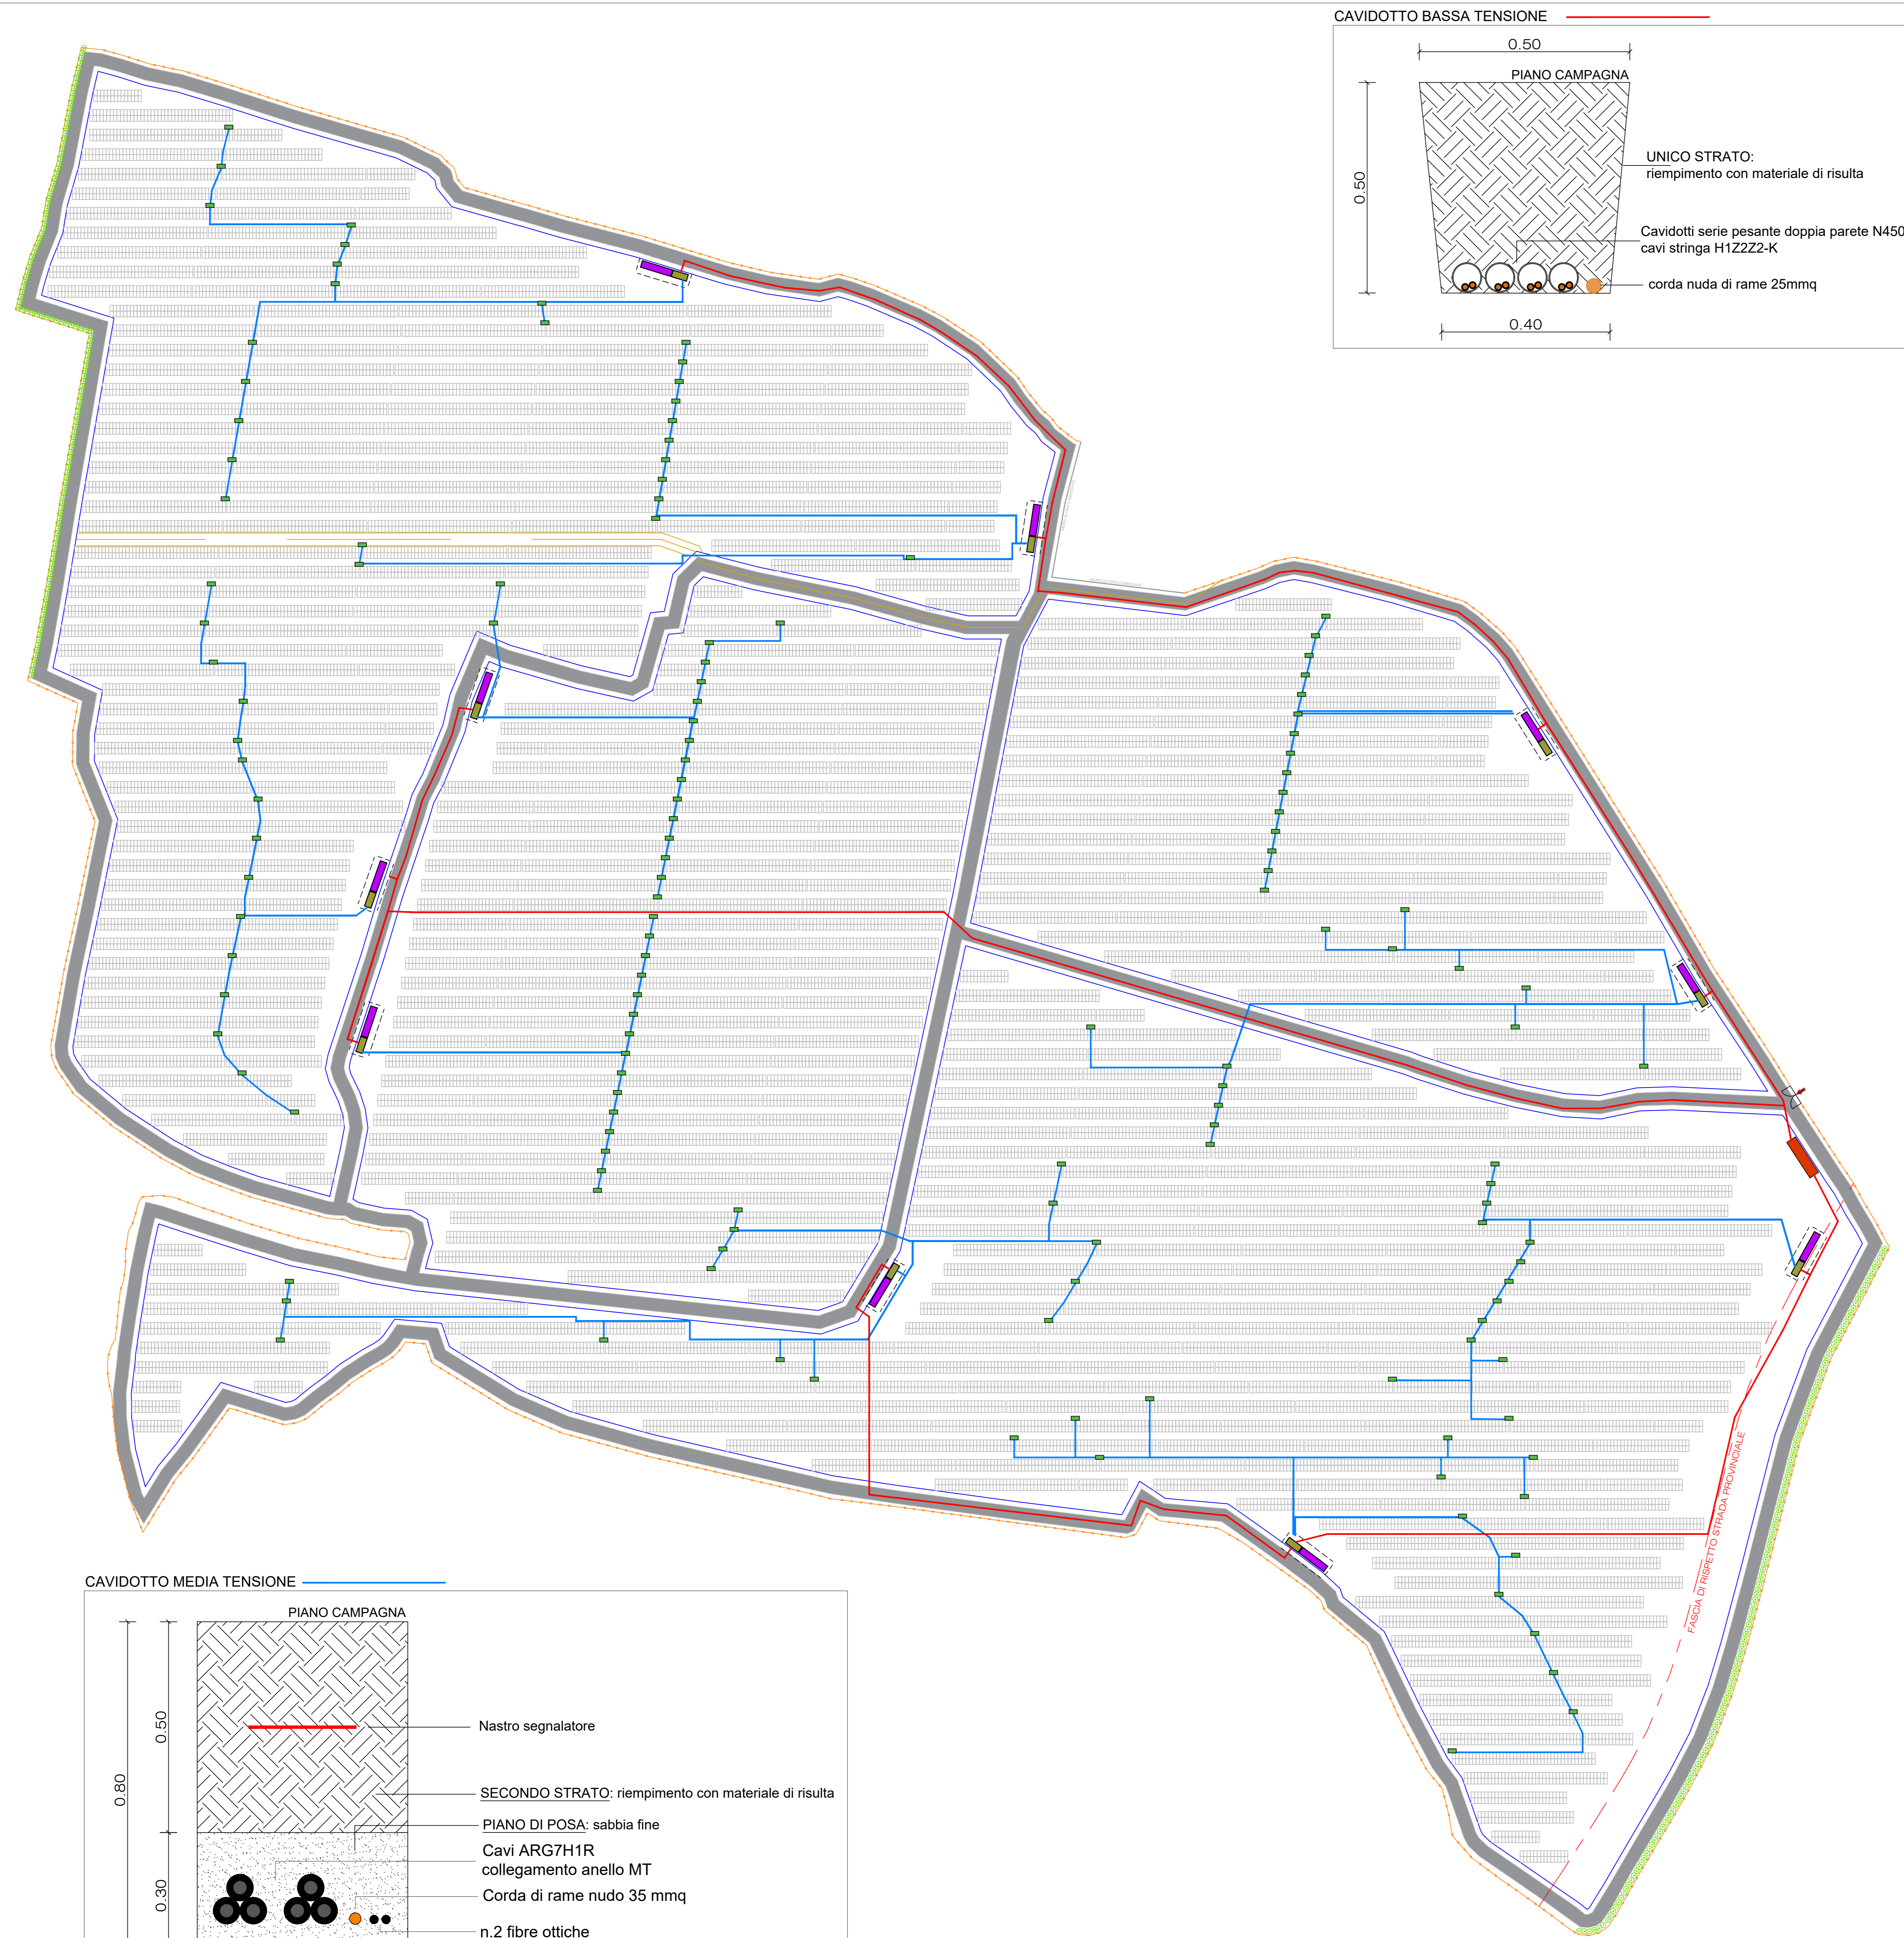 CAVIDOTTO BASSA TENSIONE
0.50
PIANO CAMPAGNA
0.50
UNICO STRATO:
riempimento con materiale di risulta
Cavidotti serie pesante doppia parete N450
cavi stringa H1Z2Z2-K
corda nuda di rame 25mmq
0.40
FASCIA DI RISPETTO STRADA PROVINCIALE
CAVIDOTTO MEDIA TENSIONE
PIANO CAMPAGNA
0.80
0.50
Nastro segnalatore
SECONDO STRATO: riempimento con materiale di risulta
PIANO DI POSA: sabbia fine
Cavi ARG7H1R
collegamento anello MT
0.30
Corda di rame nudo 35 mmq
n.2 fibre ottiche